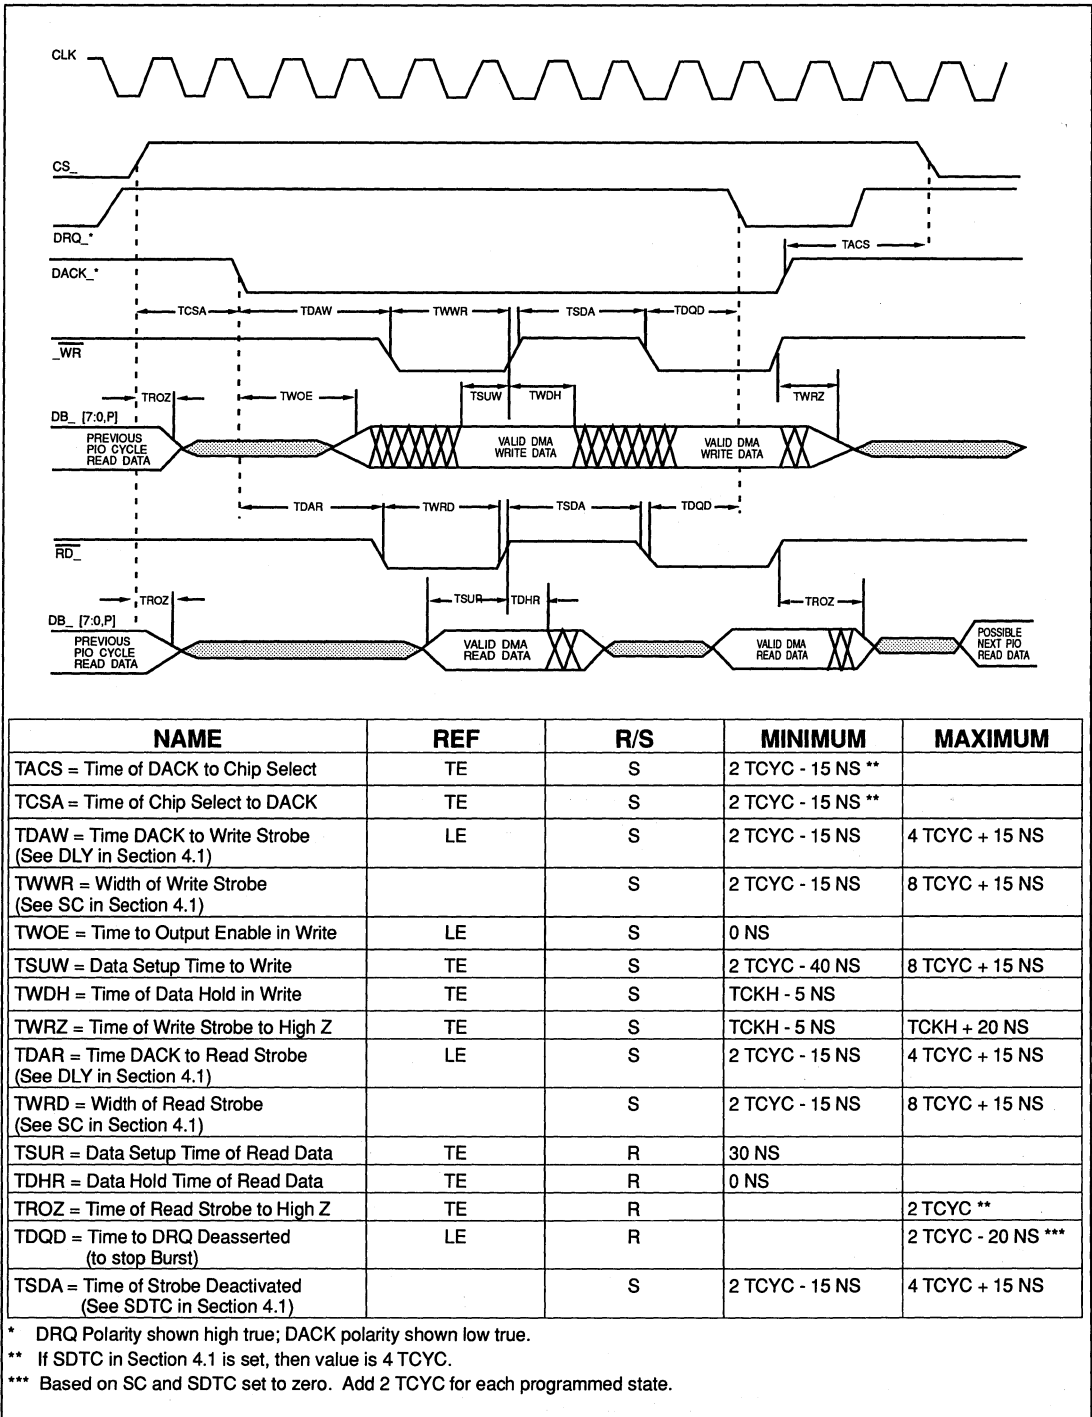 CLK
CS_
DRQ_*
TACS
DACK_*
TCSA TDAW TWWR TSDA TDQD
_WR
TROZ TWOE TSUW TWDH TWRZ
DB_ [7:0,P]
PREVIOUS
PIO CYCLE
READ DATA
VALID DMA
WRITE DATA
VALID DMA
WRITE DATA
TDAR TWRD TSDA TDQD
RD_
TROZ TSUR TDHR TROZ
DB_ [7:0,P]
PREVIOUS
PIO CYCLE
READ DATA
VALID DMA
READ DATA
VALID DMA
READ DATA
POSSIBLE
NEXT PIO
READ DATA
NAME REF R/S MINIMUM MAXIMUM
TACS = Time of DACK to Chip Select TE S 2 TCYC - 15 NS **
TCSA = Time of Chip Select to DACK TE S 2 TCYC - 15 NS **
TDAW = Time DACK to Write Strobe LE S 2 TCYC - 15 NS 4 TCYC + 15 NS
(See DLY in Section 4.1)
TWWR = Width of Write Strobe S 2 TCYC - 15 NS 8 TCYC + 15 NS
(See SC in Section 4.1)
TWOE = Time to Output Enable in Write LE S 0 NS
TSUW = Data Setup Time to Write TE S 2 TCYC - 40 NS 8 TCYC + 15 NS
TWDH = Time of Data Hold in Write TE S TCKH - 5 NS
TWRZ = Time of Write Strobe to High Z TE S TCKH - 5 NS TCKH + 20 NS
TDAR = Time DACK to Read Strobe LE S 2 TCYC - 15 NS 4 TCYC + 15 NS
(See DLY in Section 4.1)
TWRD = Width of Read Strobe S 2 TCYC - 15 NS 8 TCYC + 15 NS
(See SC in Section 4.1)
TSUR = Data Setup Time of Read Data TE R 30 NS
TDHR = Data Hold Time of Read Data TE R 0 NS
TROZ = Time of Read Strobe to High Z TE R 2 TCYC **
TDQD = Time to DRQ Deasserted LE R 2 TCYC - 20 NS ***
(to stop Burst)
TSDA = Time of Strobe Deactivated S 2 TCYC - 15 NS 4 TCYC + 15 NS
(See SDTC in Section 4.1)
* DRQ Polarity shown high true; DACK polarity shown low true.
** If SDTC in Section 4.1 is set, then value is 4 TCYC.
*** Based on SC and SDTC set to zero. Add 2 TCYC for each programmed state.